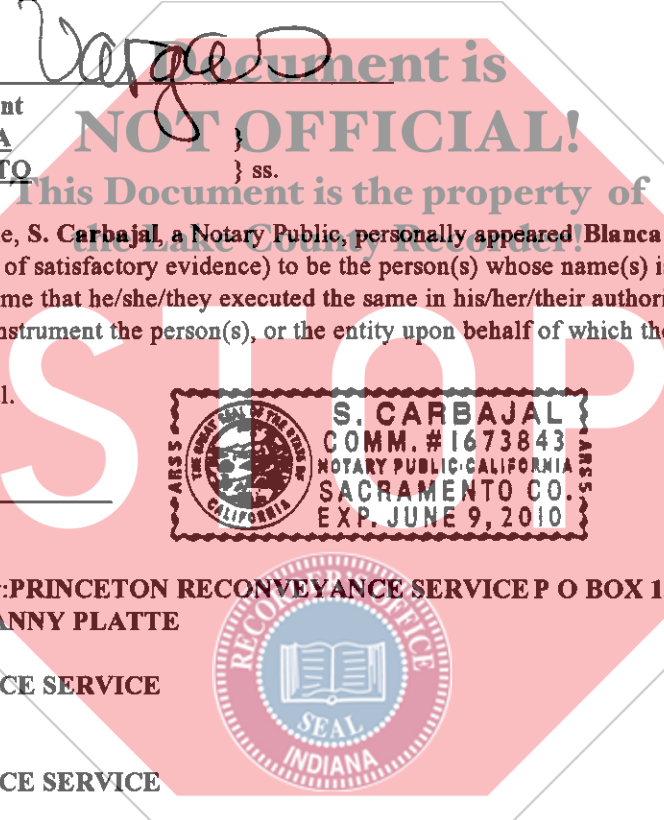 Vargas
Document is
nt
NOT OFFICIAL!
A }
TO } ss.
This Document is the property of
the Lake County Recorder!
e, S. Carbajal, a Notary Public, personally appeared Blanca
of satisfactory evidence) to be the person(s) whose name(s) is
me that he/she/they executed the same in his/her/their authori
nstrument the person(s), or the entity upon behalf of which the
STOP
l.
S. CARBAJAL
COMM. # 1673843
NOTARY PUBLIC·CALIFORNIA
SACRAMENTO CO.
EXP. JUNE 9, 2010
ARSS
ARSS
THE GREAT SEAL OF THE STATE OF
CALIFORNIA
:PRINCETON RECONVEYANCE SERVICE P O BOX 1
ANNY PLATTE
RECORDER'S OFFICE
SEAL
INDIANA
CE SERVICE
CE SERVICE